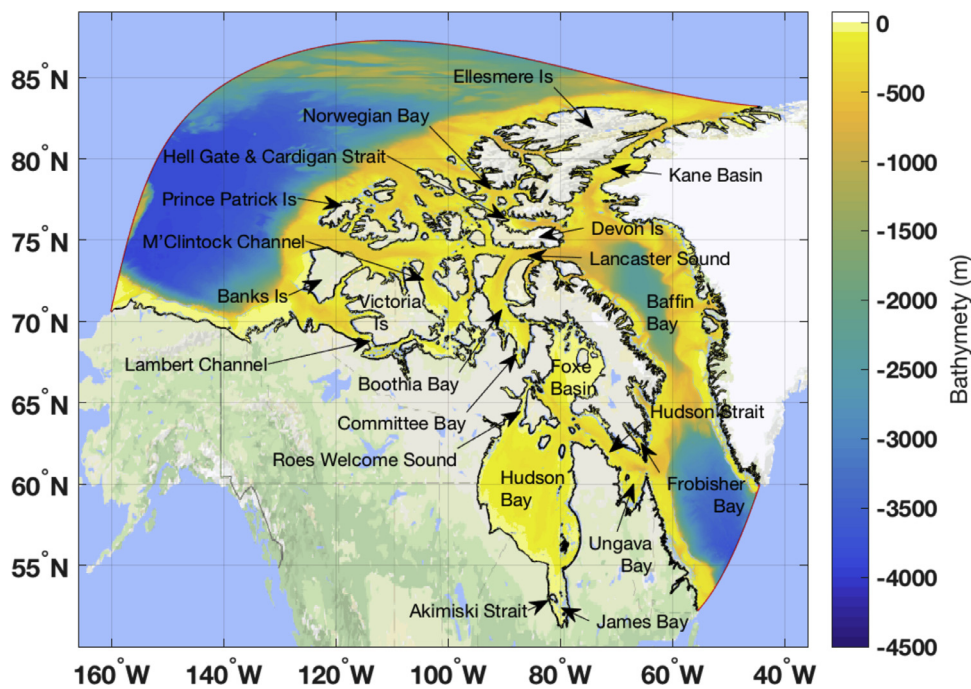 85°N
80°N
75°N
70°N
65°N
60°N
55°N
160°W
140°W
120°W
100°W
80°W
60°W
40°W
Ellesmere Is
Norwegian Bay
Hell Gate & Cardigan Strait
Kane Basin
Prince Patrick Is
Devon Is
M'Clintock Channel
Lancaster Sound
Banks Is
Victoria
Is
Baffin
Bay
Lambert Channel
Boothia Bay
Foxe
Basin
Committee Bay
Hudson Strait
Roes Welcome Sound
Hudson
Bay
Frobisher
Bay
Ungava
Bay
Akimiski Strait
James Bay
0
-500
-1000
-1500
-2000
-2500
-3000
-3500
-4000
-4500
Bathymety (m)